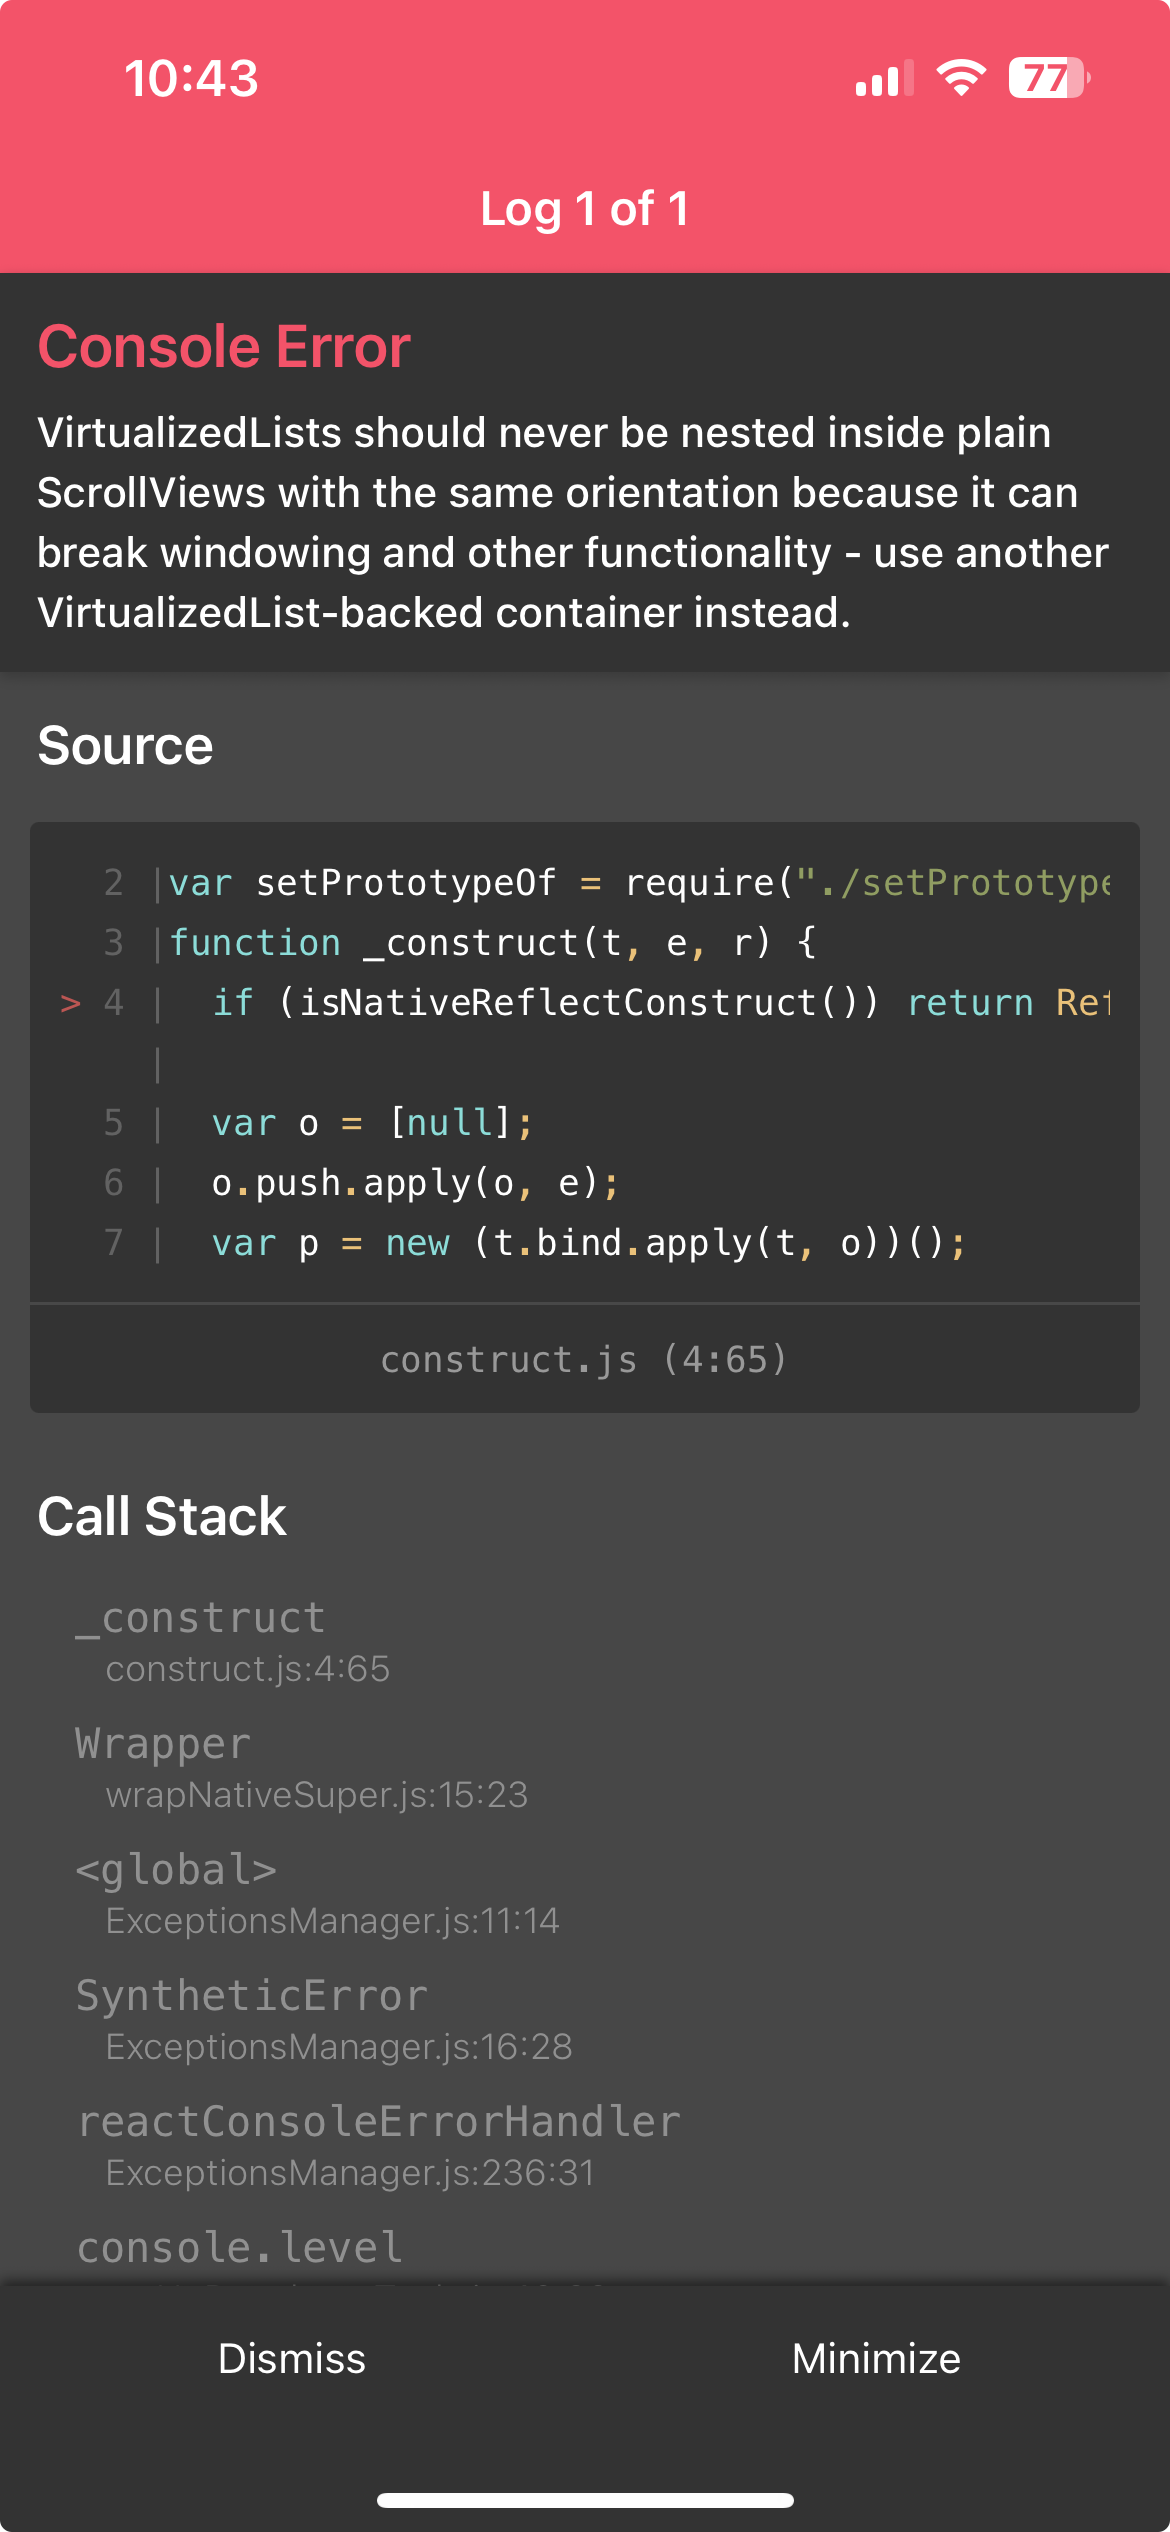 10:43
77
Log 1 of 1
Console Error
VirtualizedLists should never be nested inside plain
ScrollViews with the same orientation because it can
break windowing and other functionality - use another
VirtualizedList-backed container instead.
Source
2 |var setPrototypeOf = require("./setPrototype
3 |function _construct(t, e, r) {
> 4 |  if (isNativeReflectConstruct()) return Ref
|
5 |  var o = [null];
6 |  o.push.apply(o, e);
7 |  var p = new (t.bind.apply(t, o))();
construct.js (4:65)
Call Stack
_construct
construct.js:4:65
Wrapper
wrapNativeSuper.js:15:23
<global>
ExceptionsManager.js:11:14
SyntheticError
ExceptionsManager.js:16:28
reactConsoleErrorHandler
ExceptionsManager.js:236:31
console.level
Dismiss
Minimize